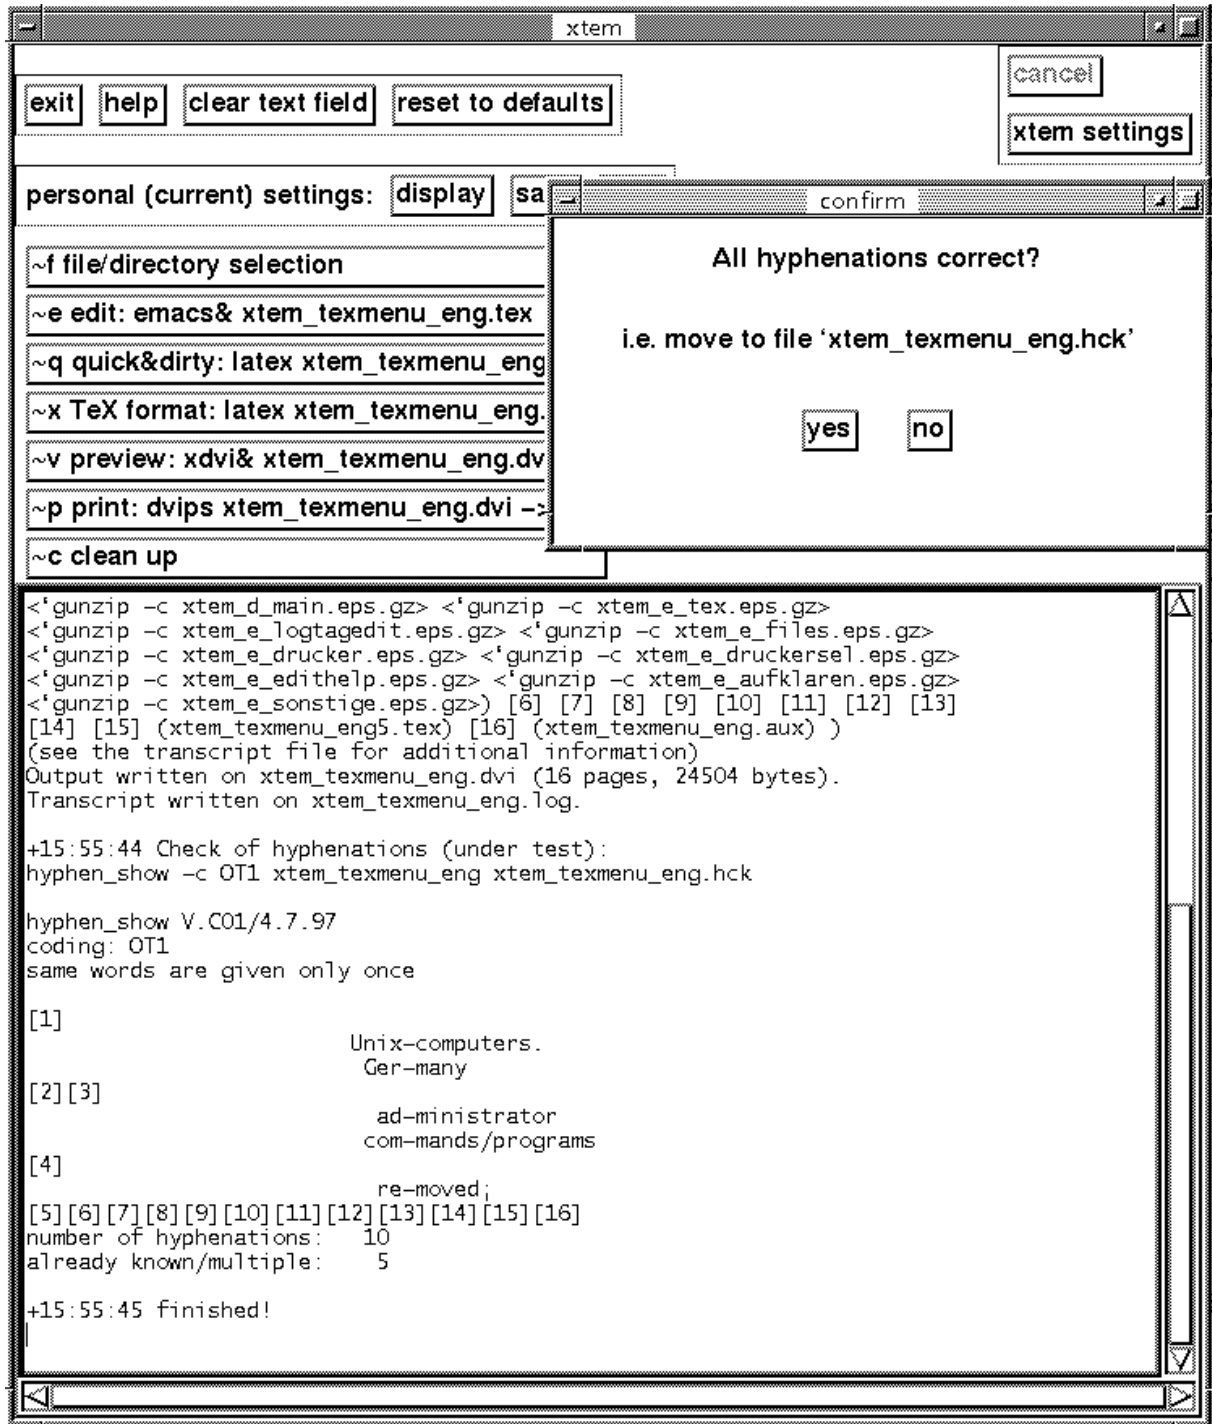 xtem
cancel
exit help clear text field reset to defaults
xtem settings
personal (current) settings: display sa
confirm
All hyphenations correct?
i.e. move to file ‘xtem_texmenu_eng.hck’
yes no
~f file/directory selection
~e edit: emacs& xtem_texmenu_eng.tex
~q quick&dirty: latex xtem_texmenu_eng
~x TeX format: latex xtem_texmenu_eng.
~v preview: xdvi& xtem_texmenu_eng.dv
~p print: dvips xtem_texmenu_eng.dvi –>
~c clean up
<‘gunzip –c xtem_d_main.eps.gz> <‘gunzip –c xtem_e_tex.eps.gz>
<‘gunzip –c xtem_e_logtagedit.eps.gz> <‘gunzip –c xtem_e_files.eps.gz>
<‘gunzip –c xtem_e_drucker.eps.gz> <‘gunzip –c xtem_e_druckersel.eps.gz>
<‘gunzip –c xtem_e_edithelp.eps.gz> <‘gunzip –c xtem_e_aufklaren.eps.gz>
<‘gunzip –c xtem_e_sonstige.eps.gz>) [6] [7] [8] [9] [10] [11] [12] [13]
[14] [15] (xtem_texmenu_eng5.tex) [16] (xtem_texmenu_eng.aux) )
(see the transcript file for additional information)
Output written on xtem_texmenu_eng.dvi (16 pages, 24504 bytes).
Transcript written on xtem_texmenu_eng.log.
+15:55:44 Check of hyphenations (under test):
hyphen_show –c OT1 xtem_texmenu_eng xtem_texmenu_eng.hck
hyphen_show V.C01/4.7.97
coding: OT1
same words are given only once
[1]
Unix–computers.
Ger–many
[2][3]
ad–ministrator
com–mands/programs
[4]
re–moved;
[5][6][7][8][9][10][11][12][13][14][15][16]
number of hyphenations: 10
already known/multiple: 5
+15:55:45 finished!